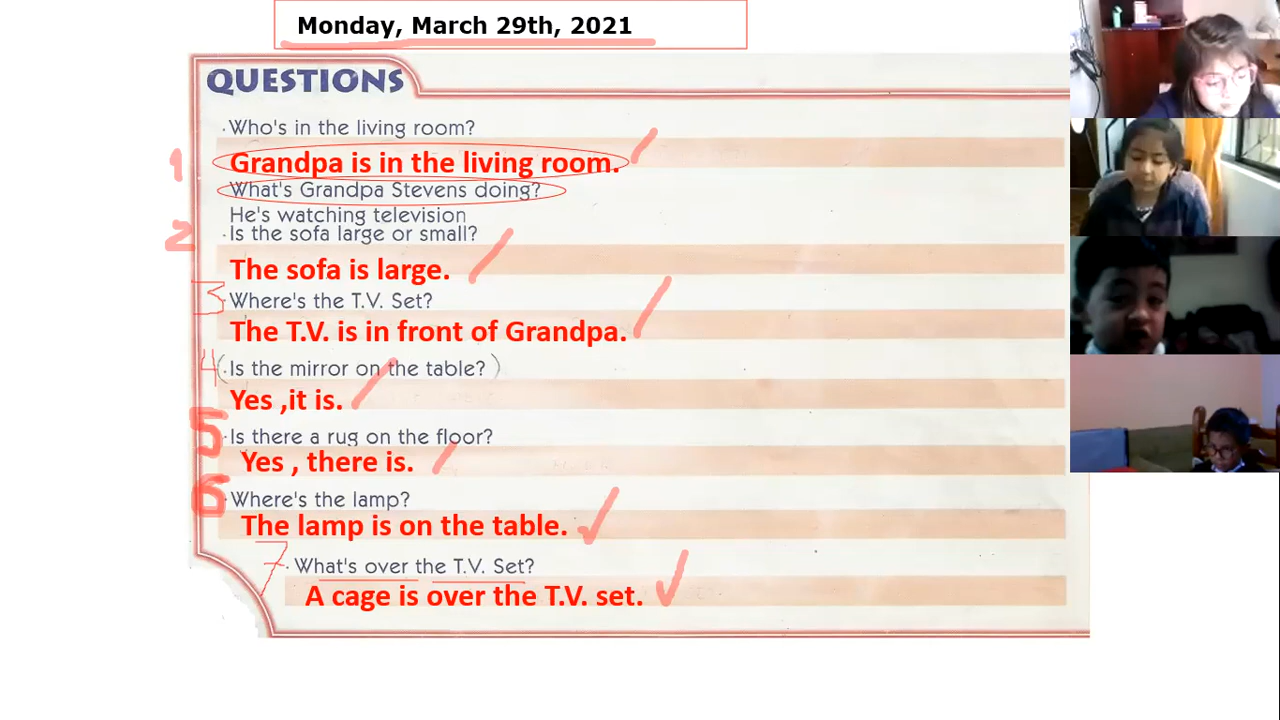 Monday, March 29th, 2021
QUESTIONS
· Who's in the living room?
1 Grandpa is in the living room.
What's Grandpa Stevens doing?
He's watching television
2 · Is the sofa large or small?
The sofa is large.
3 · Where's the T.V. Set?
The T.V. is in front of Grandpa.
4 (· Is the mirror on the table? )
Yes ,it is.
5 · Is there a rug on the floor?
Yes , there is.
6 · Where's the lamp?
The lamp is on the table.
7 · What's over the T.V. Set?
A cage is over the T.V. set.